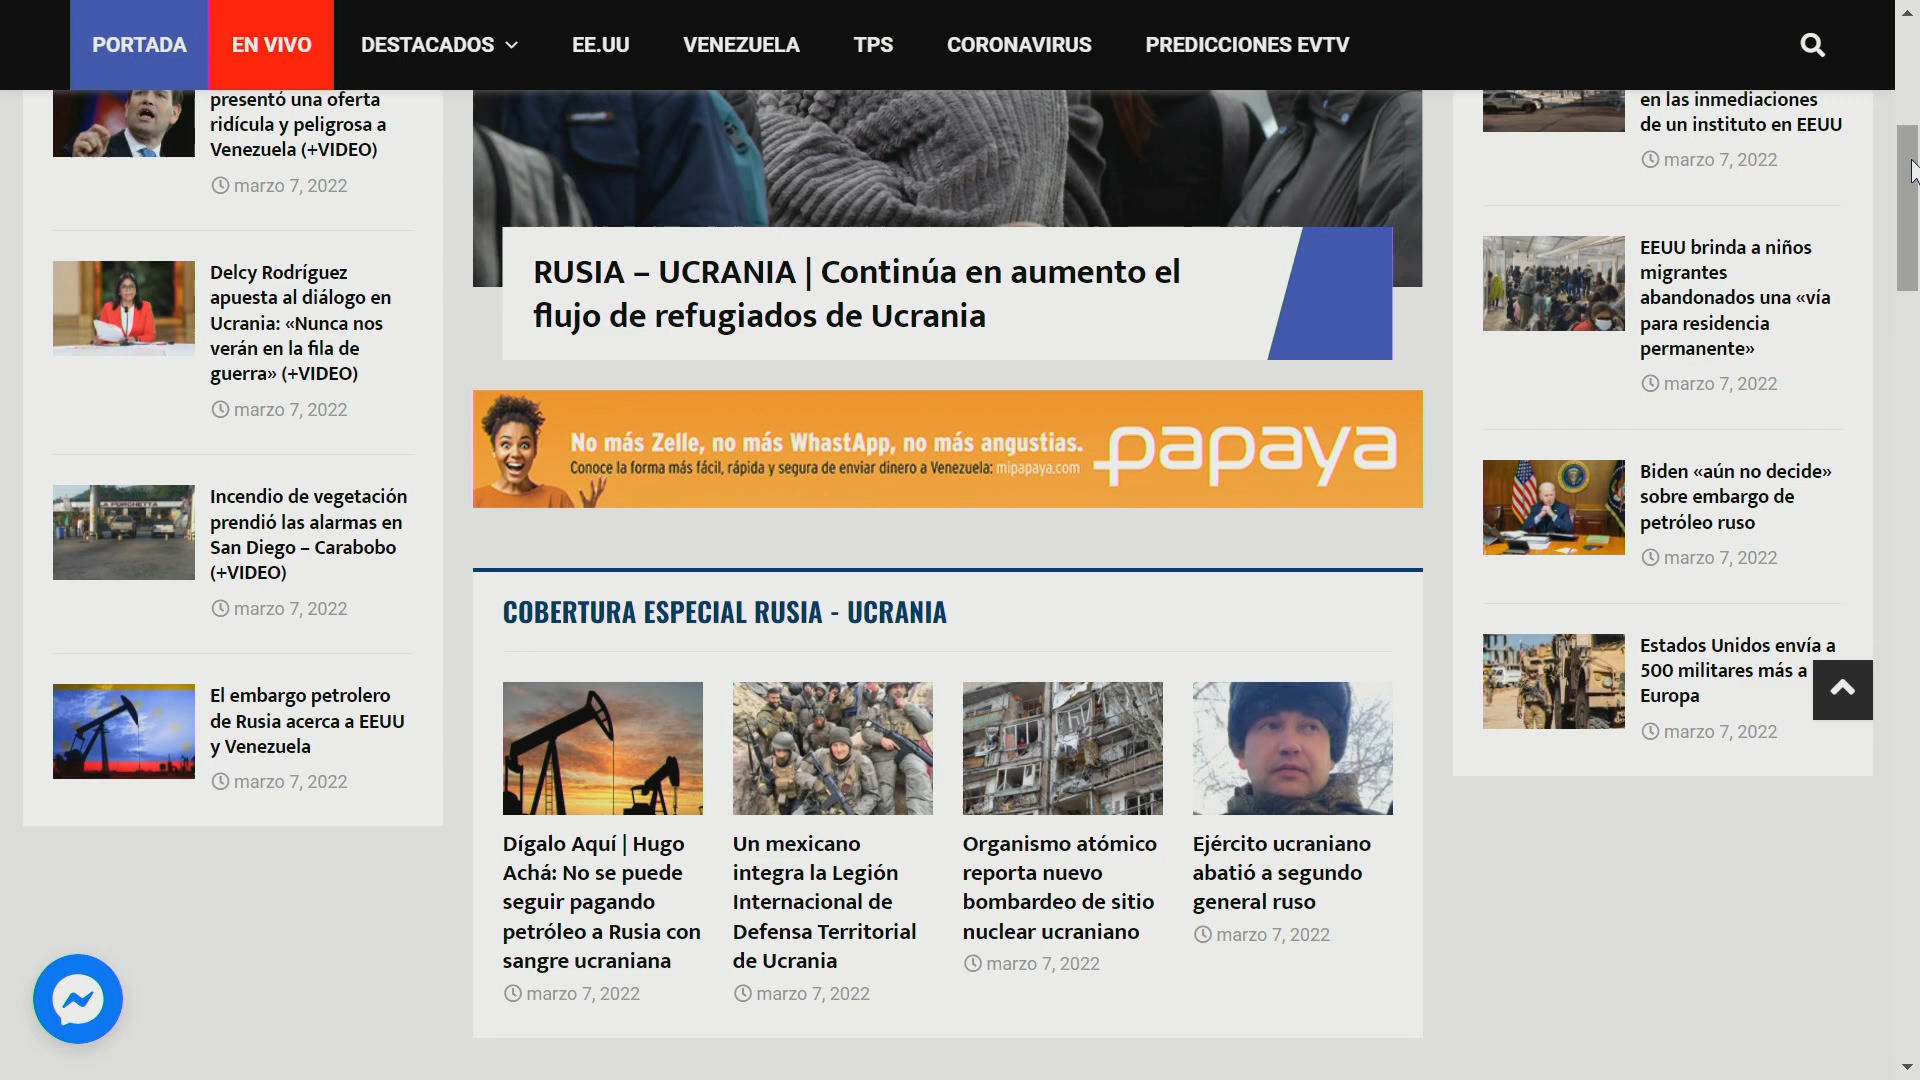 PORTADA
EN VIVO
DESTACADOS
EE.UU
VENEZUELA
TPS
CORONAVIRUS
PREDICCIONES EVTV
presentó una oferta
ridícula y peligrosa a
Venezuela (+VIDEO)
marzo 7, 2022
Delcy Rodríguez
apuesta al diálogo en
Ucrania: «Nunca nos
verán en la fila de
guerra» (+VIDEO)
marzo 7, 2022
Incendio de vegetación
prendió las alarmas en
San Diego – Carabobo
(+VIDEO)
marzo 7, 2022
El embargo petrolero
de Rusia acerca a EEUU
y Venezuela
marzo 7, 2022
RUSIA – UCRANIA | Continúa en aumento el
flujo de refugiados de Ucrania
No más Zelle, no más WhastApp, no más angustias.
Conoce la forma más fácil, rápida y segura de enviar dinero a Venezuela: mipapaya.com
papaya
COBERTURA ESPECIAL RUSIA - UCRANIA
Dígalo Aquí | Hugo
Achá: No se puede
seguir pagando
petróleo a Rusia con
sangre ucraniana
marzo 7, 2022
Un mexicano
integra la Legión
Internacional de
Defensa Territorial
de Ucrania
marzo 7, 2022
Organismo atómico
reporta nuevo
bombardeo de sitio
nuclear ucraniano
marzo 7, 2022
Ejército ucraniano
abatió a segundo
general ruso
marzo 7, 2022
en las inmediaciones
de un instituto en EEUU
marzo 7, 2022
EEUU brinda a niños
migrantes
abandonados una «vía
para residencia
permanente»
marzo 7, 2022
Biden «aún no decide»
sobre embargo de
petróleo ruso
marzo 7, 2022
Estados Unidos envía a
500 militares más a
Europa
marzo 7, 2022